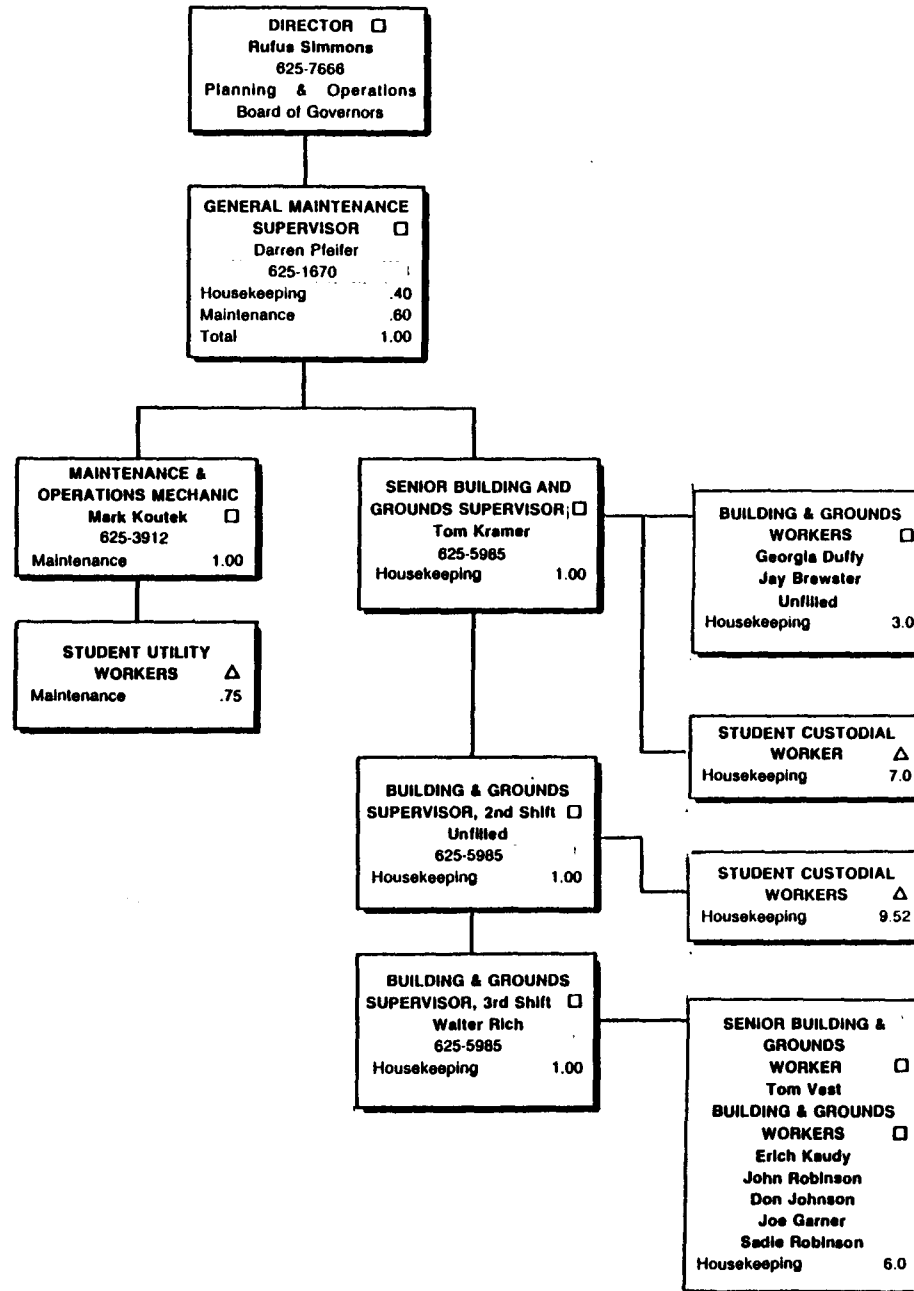 DIRECTOR □
Rufus Simmons
625-7666
Planning & Operations
Board of Governors
GENERAL MAINTENANCE
SUPERVISOR □
Darren Pfeifer
625-1670
Housekeeping .40
Maintenance .60
Total 1.00
MAINTENANCE &
OPERATIONS MECHANIC
Mark Koutek □
625-3912
Maintenance 1.00
STUDENT UTILITY
WORKERS △
Maintenance .75
SENIOR BUILDING AND
GROUNDS SUPERVISOR □
Tom Kramer
625-5985
Housekeeping 1.00
BUILDING & GROUNDS
WORKERS □
Georgia Duffy
Jay Brewster
Unfilled
Housekeeping 3.0
STUDENT CUSTODIAL
WORKER △
Housekeeping 7.0
BUILDING & GROUNDS
SUPERVISOR, 2nd Shift □
Unfilled
625-5985
Housekeeping 1.00
STUDENT CUSTODIAL
WORKERS △
Housekeeping 9.52
BUILDING & GROUNDS
SUPERVISOR, 3rd Shift □
Walter Rich
625-5985
Housekeeping 1.00
SENIOR BUILDING &
GROUNDS
WORKER □
Tom Vest
BUILDING & GROUNDS
WORKERS □
Erich Kaudy
John Robinson
Don Johnson
Joe Garner
Sadie Robinson
Housekeeping 6.0